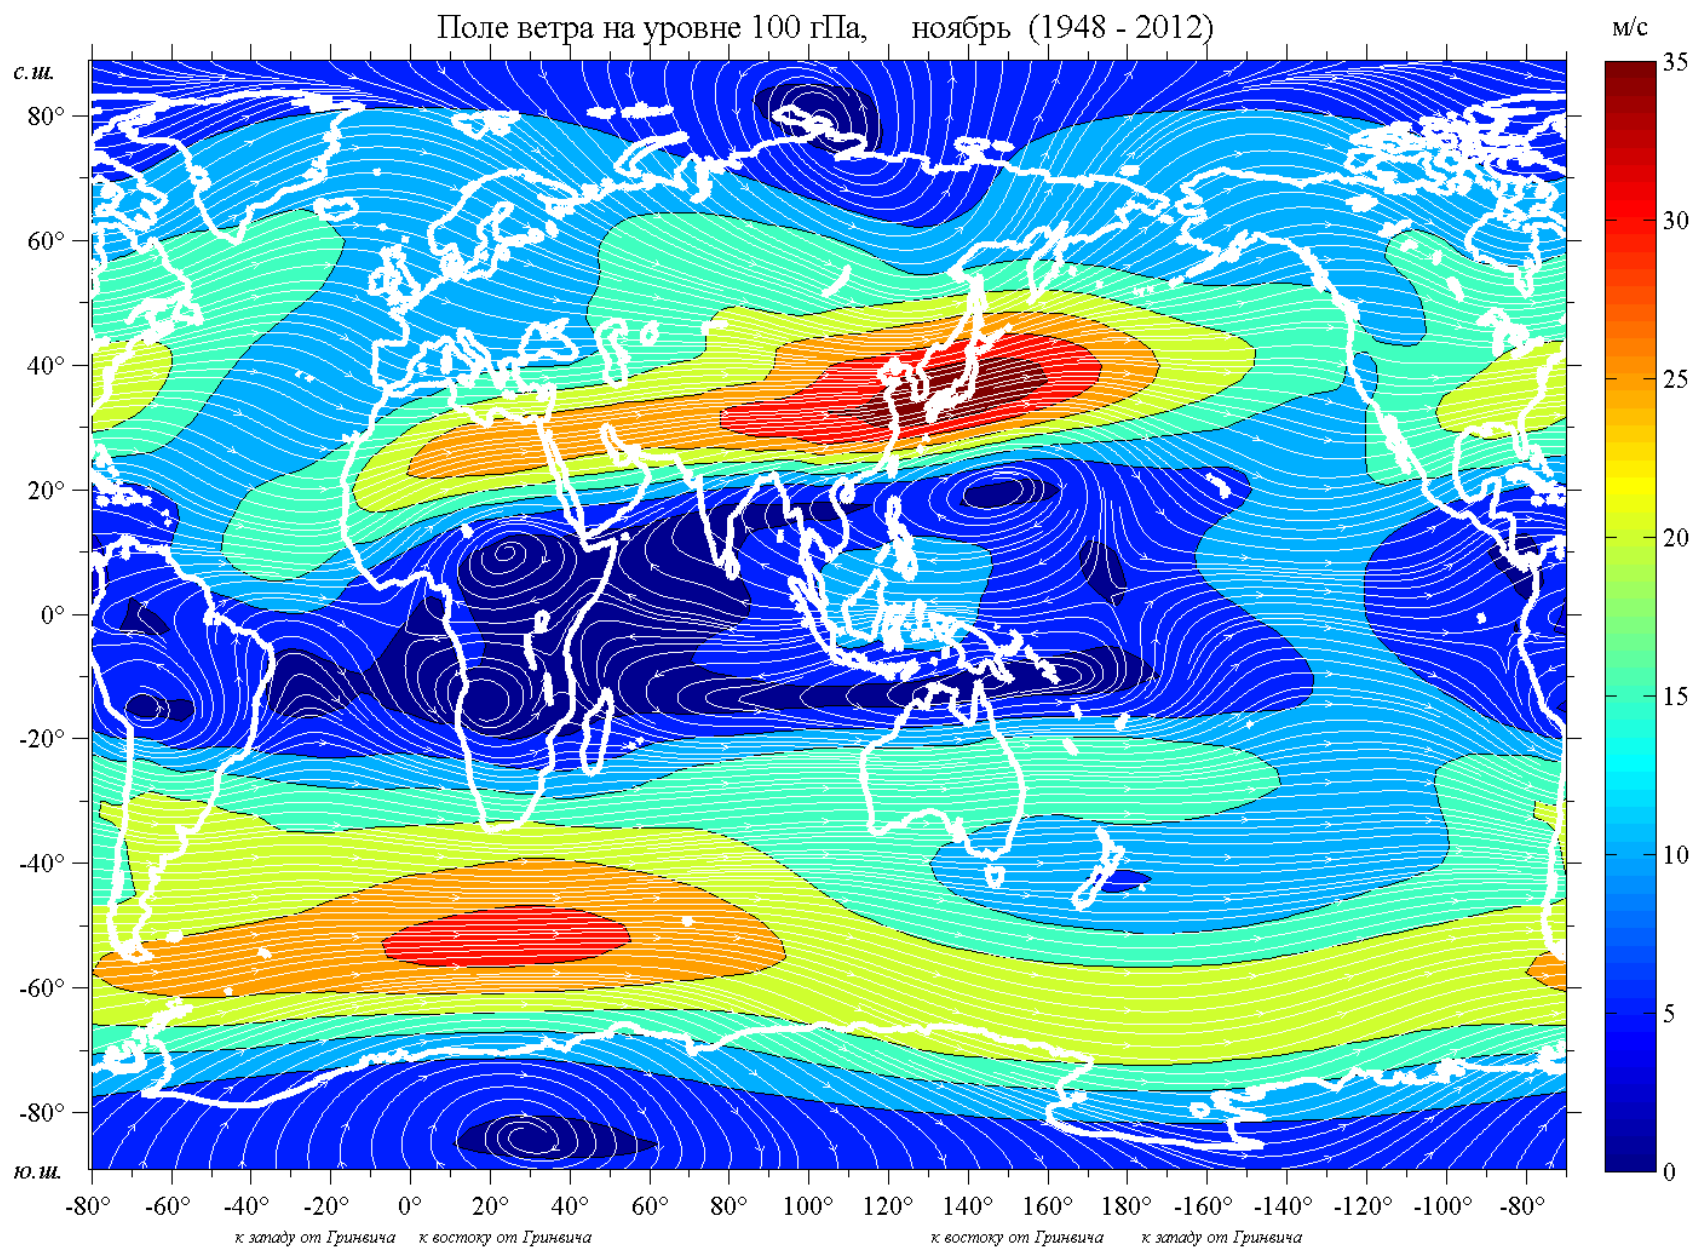 Поле ветра на уровне 100 гПа, ноябрь (1948 - 2012)
м/с
с.ш.
80°
60°
40°
20°
0°
-20°
-40°
-60°
-80°
ю.ш.
-80° -60° -40° -20° 0° 20° 40° 60° 80° 100° 120° 140° 160° 180° -160° -140° -120° -100° -80°
к западу от Гринвича к востоку от Гринвича к востоку от Гринвича к западу от Гринвича
35
30
25
20
15
10
5
0